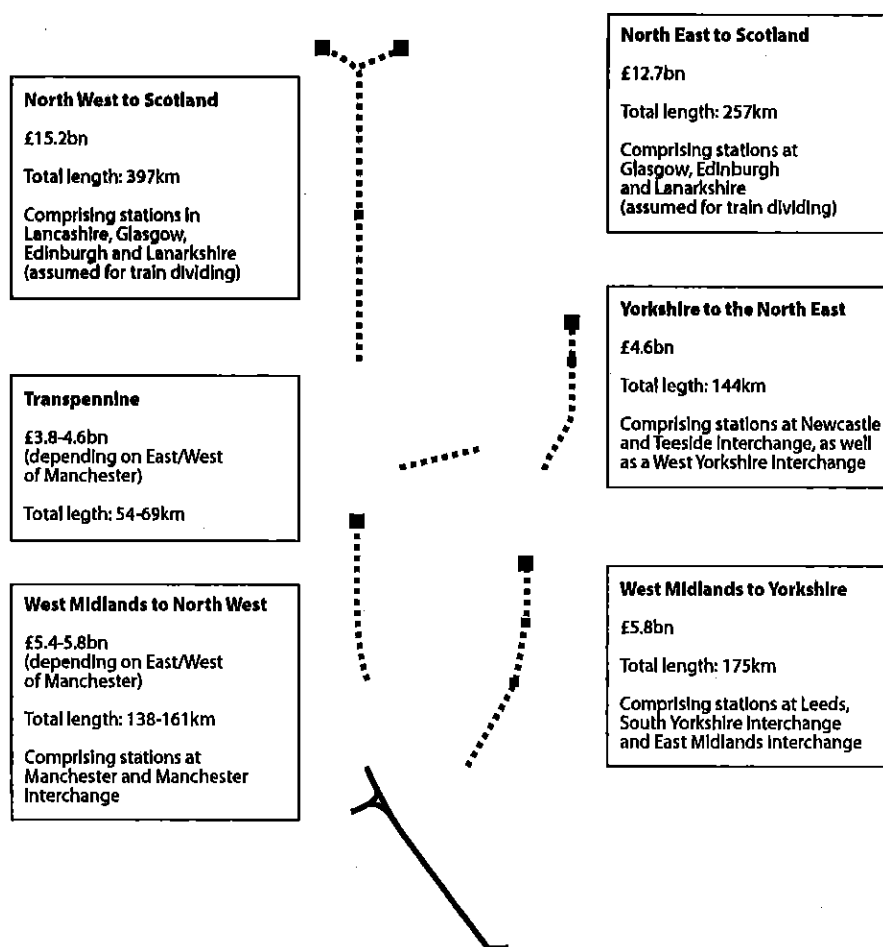 North West to Scotland
£15.2bn
Total length: 397km
Comprising stations in
Lancashire, Glasgow,
Edinburgh and Lanarkshire
(assumed for train dividing)
Transpennine
£3.8-4.6bn
(depending on East/West
of Manchester)
Total legth: 54-69km
West Midlands to North West
£5.4-5.8bn
(depending on East/West
of Manchester)
Total length: 138-161km
Comprising stations at
Manchester and Manchester
Interchange
North East to Scotland
£12.7bn
Total length: 257km
Comprising stations at
Glasgow, Edinburgh
and Lanarkshire
(assumed for train dividing)
Yorkshire to the North East
£4.6bn
Total legth: 144km
Comprising stations at Newcastle
and Teeside Interchange, as well
as a West Yorkshire Interchange
West Midlands to Yorkshire
£5.8bn
Total length: 175km
Comprising stations at Leeds,
South Yorkshire Interchange
and East Midlands Interchange